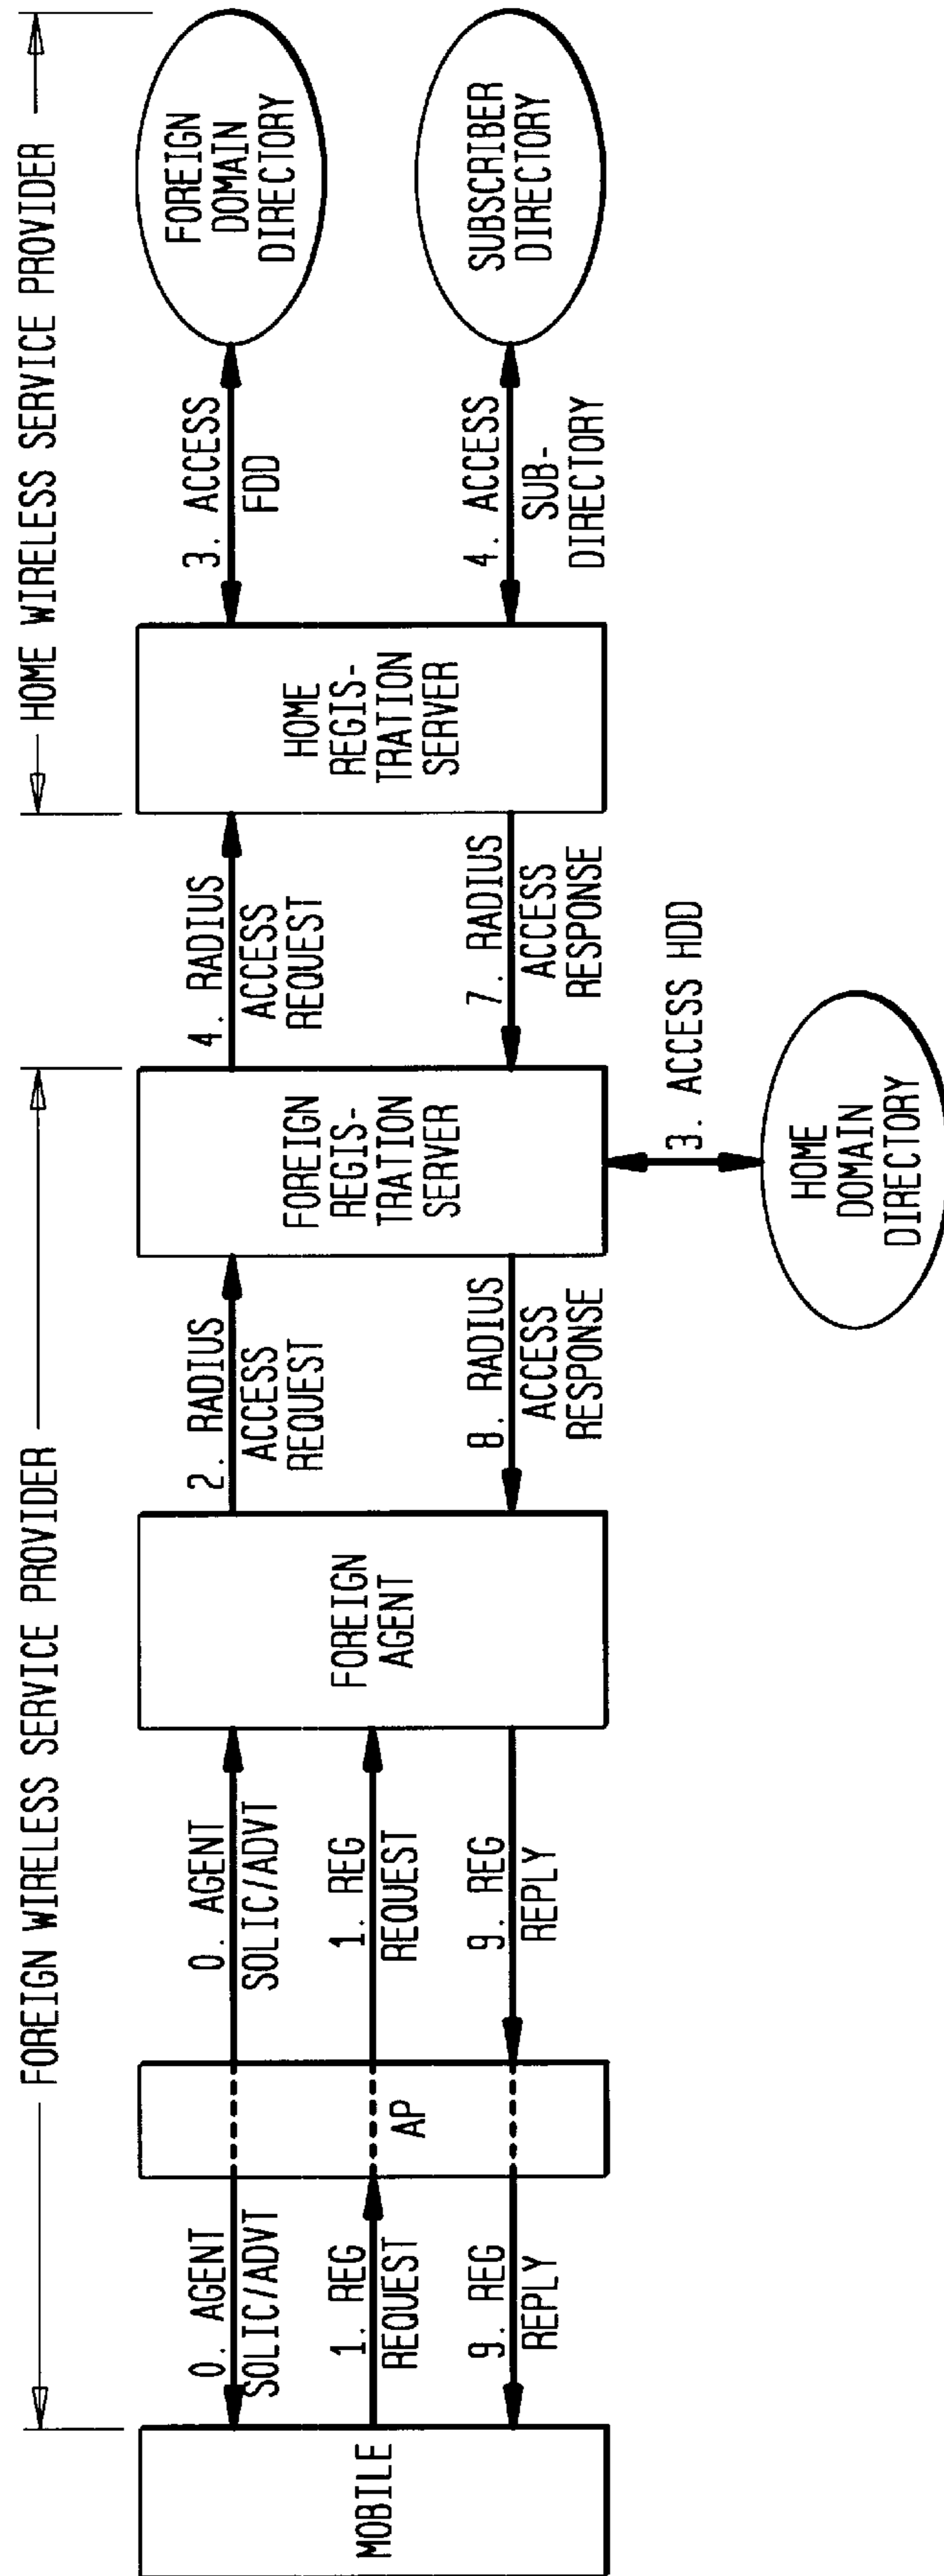 FOREIGN WIRELESS SERVICE PROVIDER
HOME WIRELESS SERVICE PROVIDER
MOBILE
0. AGENT
SOLIC/ADVT
1. REG
REQUEST
9. REG
REPLY
AP
0. AGENT
SOLIC/ADVT
1. REG
REQUEST
9. REG
REPLY
FOREIGN
AGENT
2. RADIUS
ACCESS
REQUEST
8. RADIUS
ACCESS
RESPONSE
FOREIGN
REGIS-
TRATION
SERVER
3. ACCESS HDD
HOME
DOMAIN
DIRECTORY
4. RADIUS
ACCESS
REQUEST
7. RADIUS
ACCESS
RESPONSE
HOME
REGIS-
TRATION
SERVER
3. ACCESS
FDD
4. ACCESS
SUB-
DIRECTORY
FOREIGN
DOMAIN
DIRECTORY
SUBSCRIBER
DIRECTORY